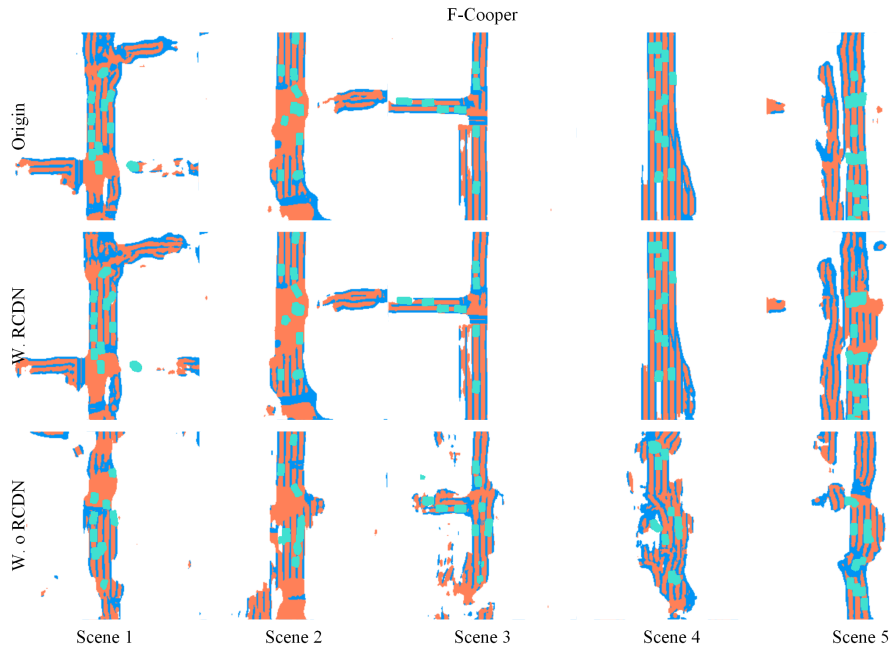 F-Cooper
Origin
W. RCDN
W. o RCDN
Scene 1
Scene 2
Scene 3
Scene 4
Scene 5